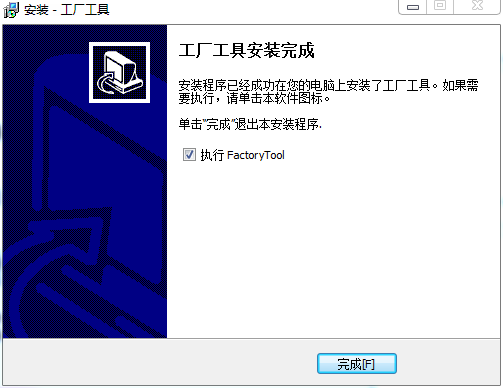 安装 - 工厂工具
工厂工具安装完成
安装程序已经成功在您的电脑上安装了工厂工具。如果需
要执行，请单击本软件图标。
单击"完成"退出本安装程序.
执行 FactoryTool
完成[F]